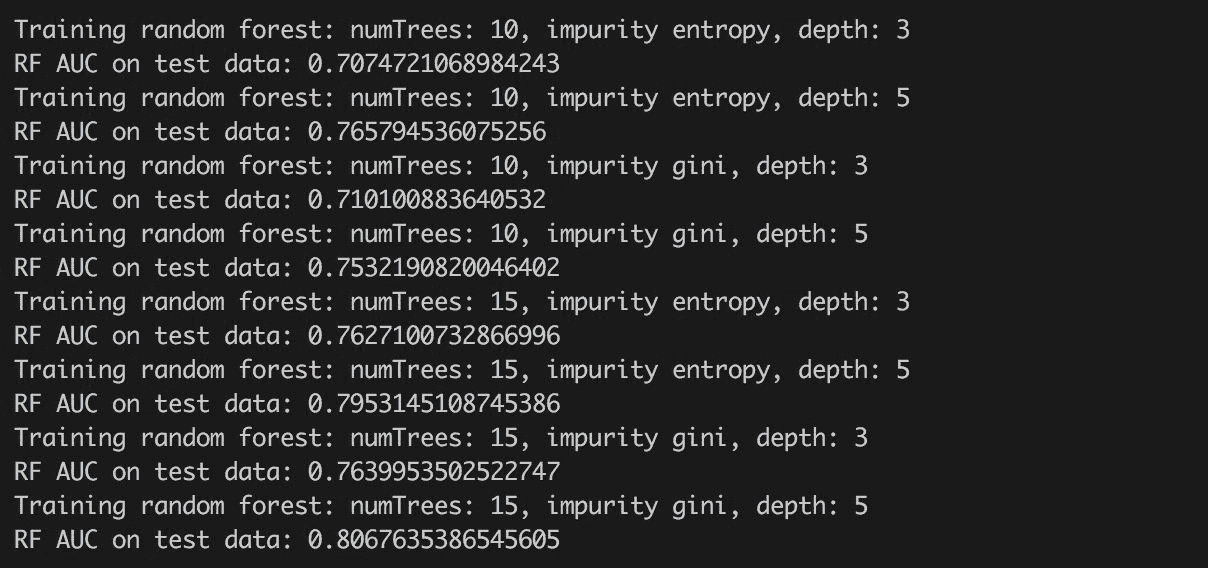 Training random forest: numTrees: 10, impurity entropy, depth: 3
RF AUC on test data: 0.7074721068984243
Training random forest: numTrees: 10, impurity entropy, depth: 5
RF AUC on test data: 0.765794536075256
Training random forest: numTrees: 10, impurity gini, depth: 3
RF AUC on test data: 0.710100883640532
Training random forest: numTrees: 10, impurity gini, depth: 5
RF AUC on test data: 0.7532190820046402
Training random forest: numTrees: 15, impurity entropy, depth: 3
RF AUC on test data: 0.7627100732866996
Training random forest: numTrees: 15, impurity entropy, depth: 5
RF AUC on test data: 0.7953145108745386
Training random forest: numTrees: 15, impurity gini, depth: 3
RF AUC on test data: 0.7639953502522747
Training random forest: numTrees: 15, impurity gini, depth: 5
RF AUC on test data: 0.8067635386545605